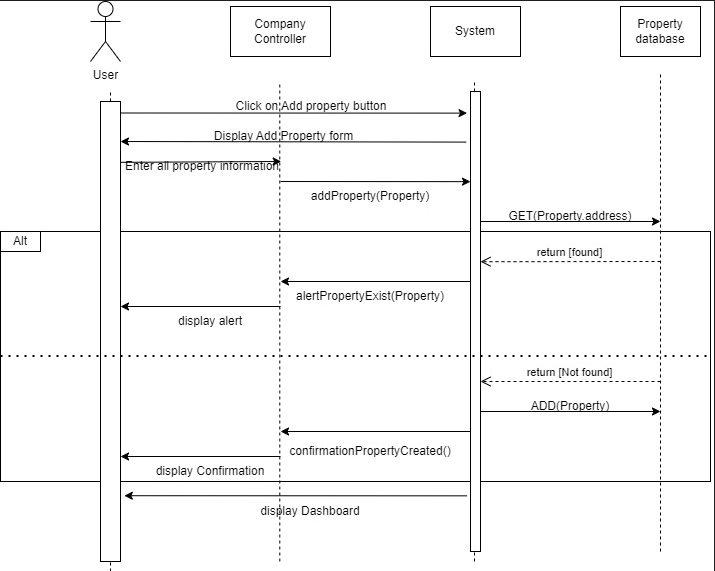 User
Company
Controller
System
Property
database
Click on Add property button
Display Add Property form
Enter all property information
addProperty(Property)
GET(Property.address)
Alt
return [found]
alertPropertyExist(Property)
display alert
return [Not found]
ADD(Property)
confirmationPropertyCreated()
display Confirmation
display Dashboard